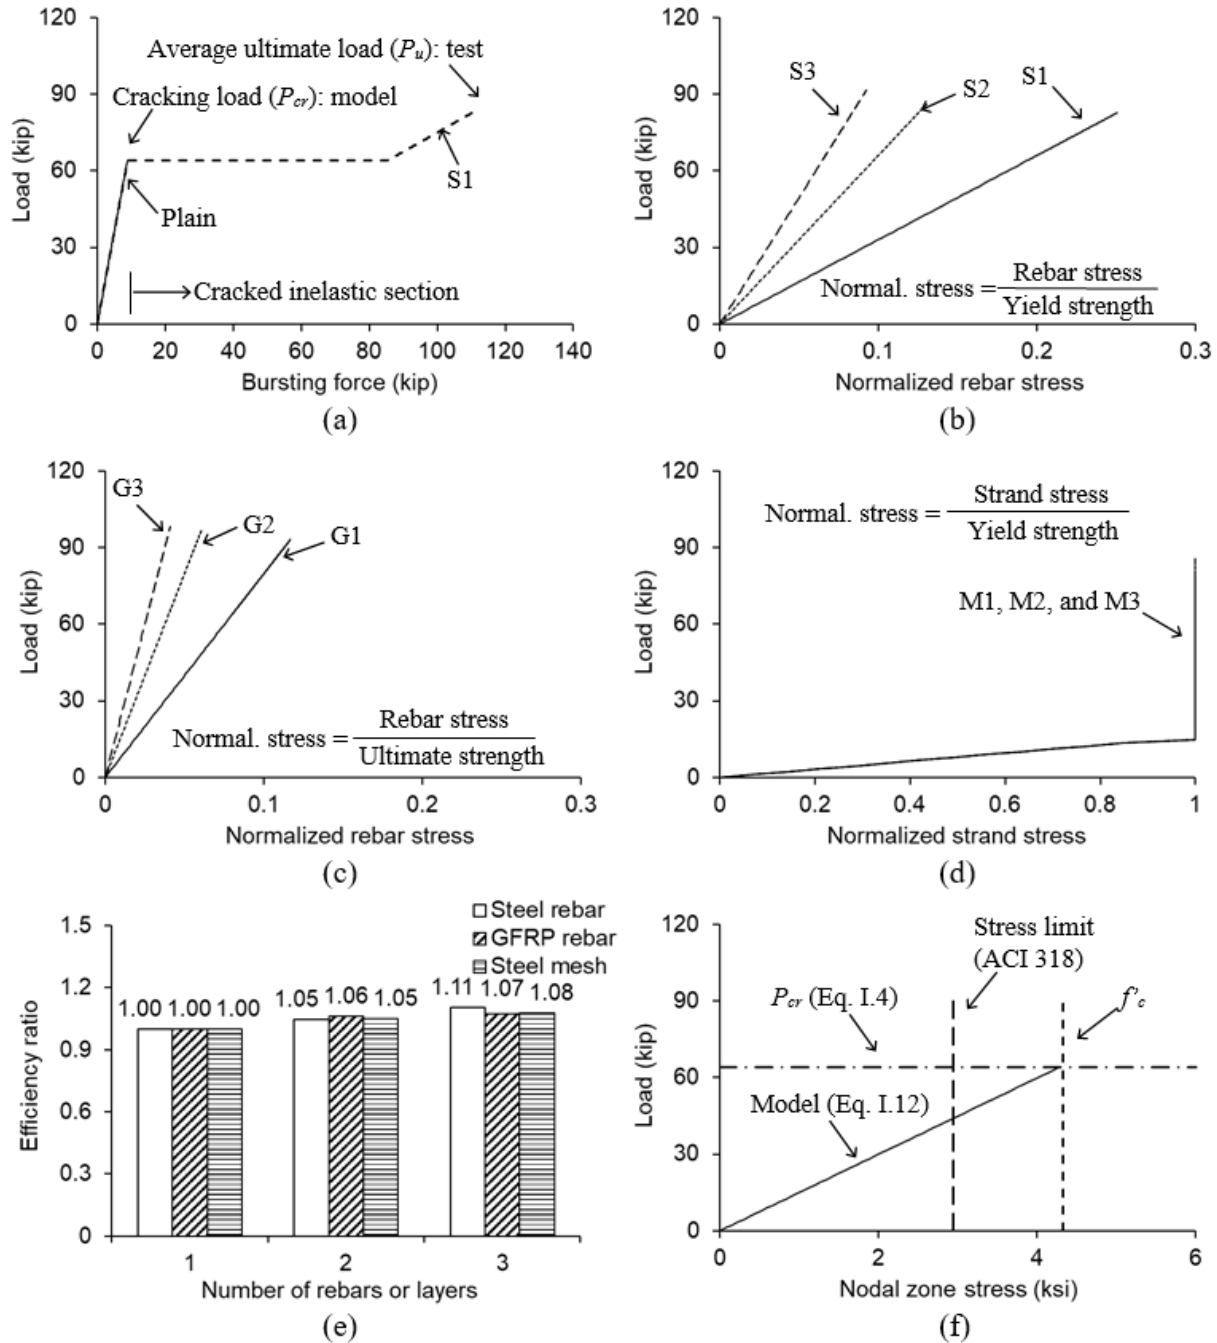 120
90
60
30
0
Load (kip)
Average ultimate load (Pu): test
Cracking load (Pcr): model
S1
Plain
Cracked inelastic section
0 20 40 60 80 100 120 140
Bursting force (kip)
(a)
120
90
60
30
0
Load (kip)
S3
S2
S1
Normal. stress = Rebar stress
Yield strength
0 0.1 0.2 0.3
Normalized rebar stress
(b)
120
90
60
30
0
Load (kip)
G3
G2
G1
Normal. stress = Rebar stress
Ultimate strength
0 0.1 0.2 0.3
Normalized rebar stress
(c)
120
90
60
30
0
Load (kip)
Normal. stress = Strand stress
Yield strength
M1, M2, and M3
0 0.2 0.4 0.6 0.8 1
Normalized strand stress
(d)
1.5
1.2
0.9
0.6
0.3
0
Efficiency ratio
Steel rebar
GFRP rebar
Steel mesh
1.00 1.00 1.00
1.05 1.06 1.05
1.11 1.07 1.08
1 2 3
Number of rebars or layers
(e)
120
90
60
30
0
Load (kip)
Stress limit
(ACI 318)
Pcr (Eq. I.4)
f'c
Model (Eq. I.12)
0 2 4 6
Nodal zone stress (ksi)
(f)